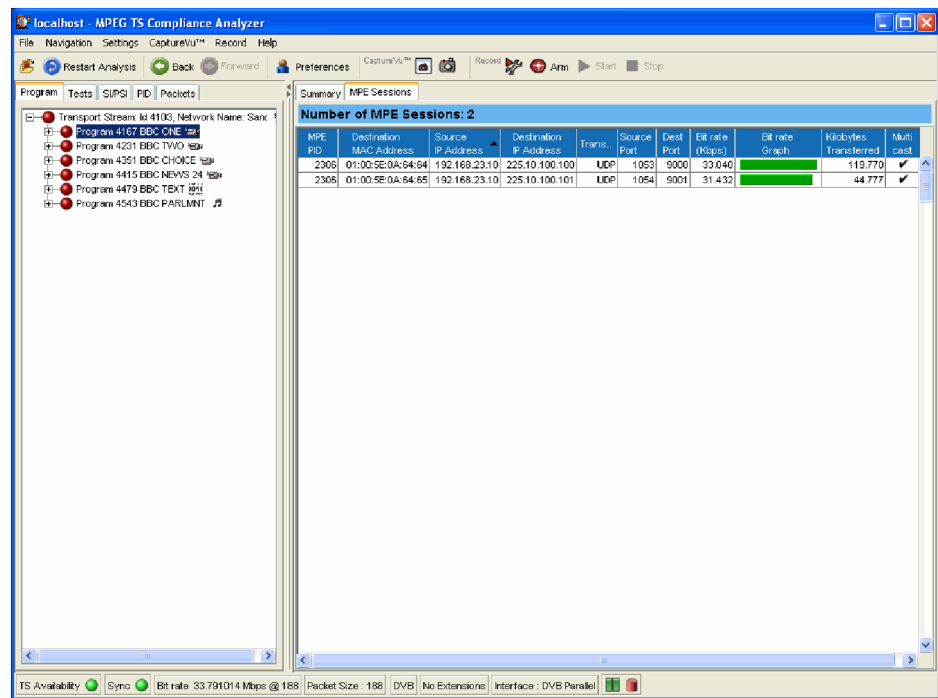 localhost - MPEG TS Compliance Analyzer
File Navigation Settings CaptureVu™ Record Help
Restart Analysis Back Forward Preferences CaptureVu™ Record Arm Start Stop
Program Tests SI/PSI PID Packets
Summary MPE Sessions
Transport Stream: Id 4103, Network Name:
Program 4167 BBC ONE
Program 4231 BBC TWO
Program 4351 BBC CHOICE
Program 4415 BBC NEWS 24
Program 4479 BBC TEXT
Program 4543 BBC PARLMNT
Number of MPE Sessions: 2
MPE PID Destination MAC Address Source IP Address Destination IP Address Trans... Source Port Dest Port Bit rate (Kbps) Bit rate Graph Kilobytes Transferred Multi cast
2306 01:00:5E:0A:64:64 192.168.23.10 225.10.100.100 UDP 1053 9000 33.040 119.770 ✔
2306 01:00:5E:0A:64:65 192.168.23.10 225.10.100.101 UDP 1054 9001 31.432 44.777 ✔
TS Availability Sync Bit rate 33.791014 Mbps @ 188 Packet Size : 188 DVB No Extensions Interface : DVB Parallel